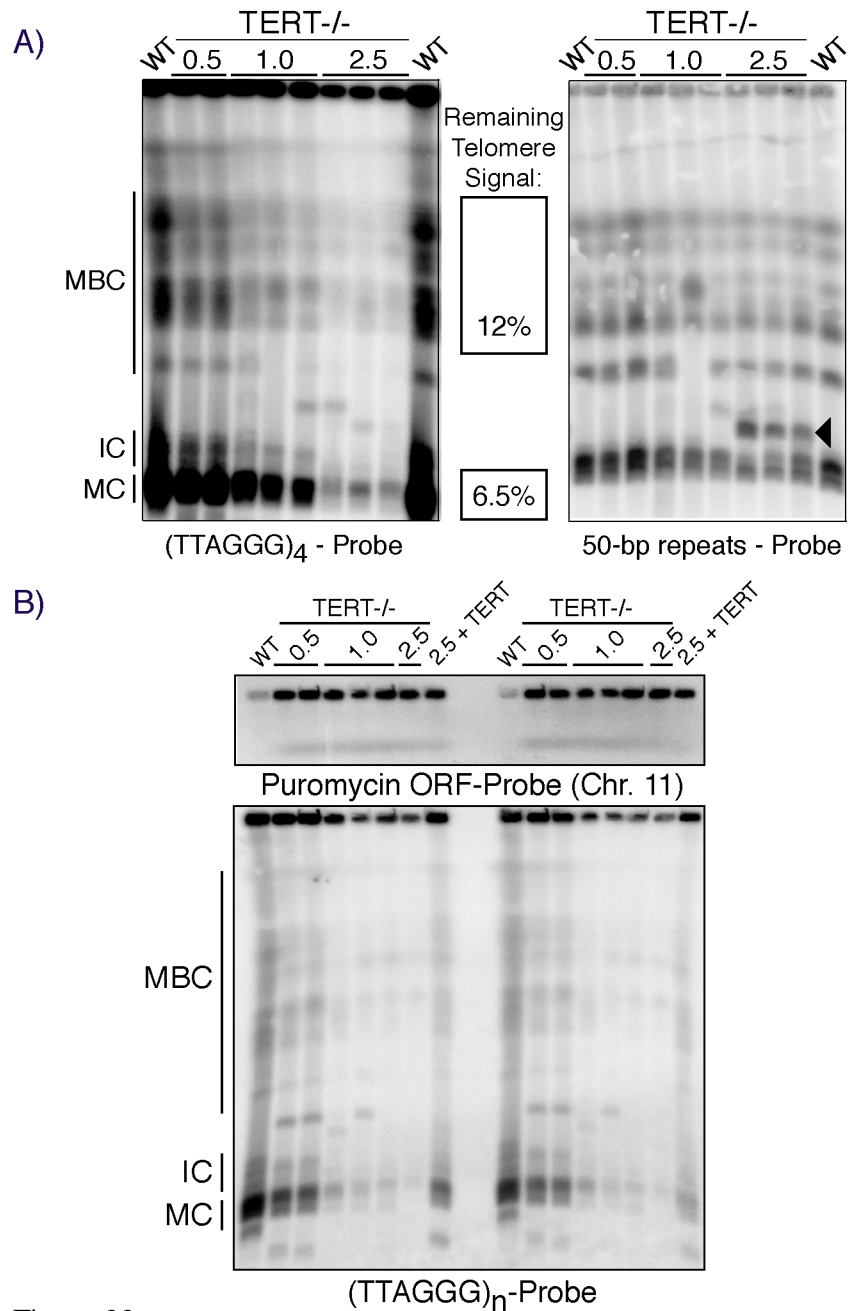 A)
TERT-/-
WT 0.5 1.0 2.5 WT
MBC
IC
MC
(TTAGGG)4 - Probe
Remaining
Telomere
Signal:
12%
6.5%
TERT-/-
WT 0.5 1.0 2.5 WT
50-bp repeats - Probe
B)
TERT-/-
WT 0.5 1.0 2.5 2.5 + TERT
TERT-/-
WT 0.5 1.0 2.5 2.5 + TERT
Puromycin ORF-Probe (Chr. 11)
MBC
IC
MC
(TTAGGG)n-Probe